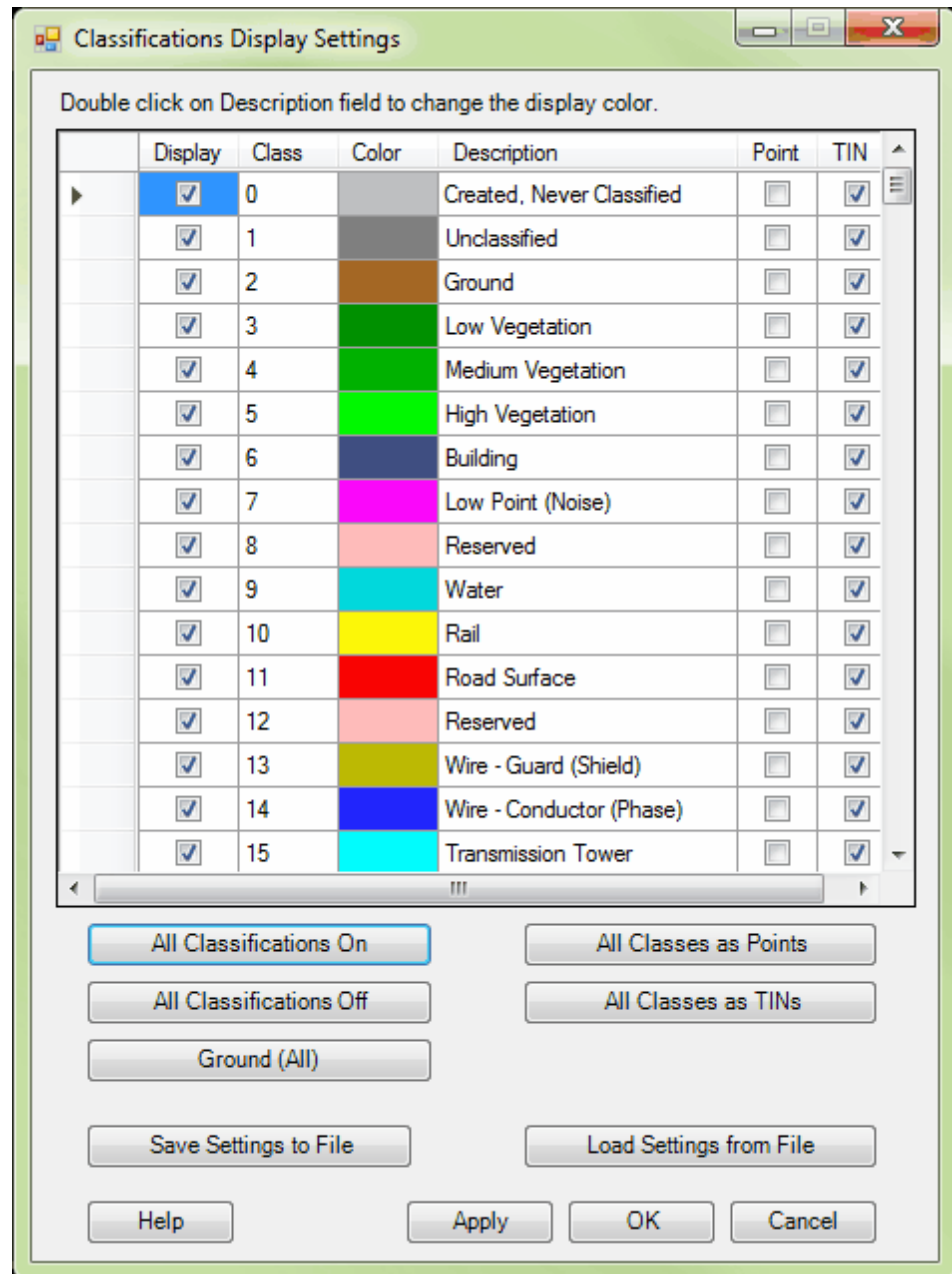 Classifications Display Settings
Double click on Description field to change the display color.
Display Class Color Description Point TIN
0 Created, Never Classified
1 Unclassified
2 Ground
3 Low Vegetation
4 Medium Vegetation
5 High Vegetation
6 Building
7 Low Point (Noise)
8 Reserved
9 Water
10 Rail
11 Road Surface
12 Reserved
13 Wire - Guard (Shield)
14 Wire - Conductor (Phase)
15 Transmission Tower
All Classifications On All Classes as Points
All Classifications Off All Classes as TINs
Ground (All)
Save Settings to File Load Settings from File
Help Apply OK Cancel